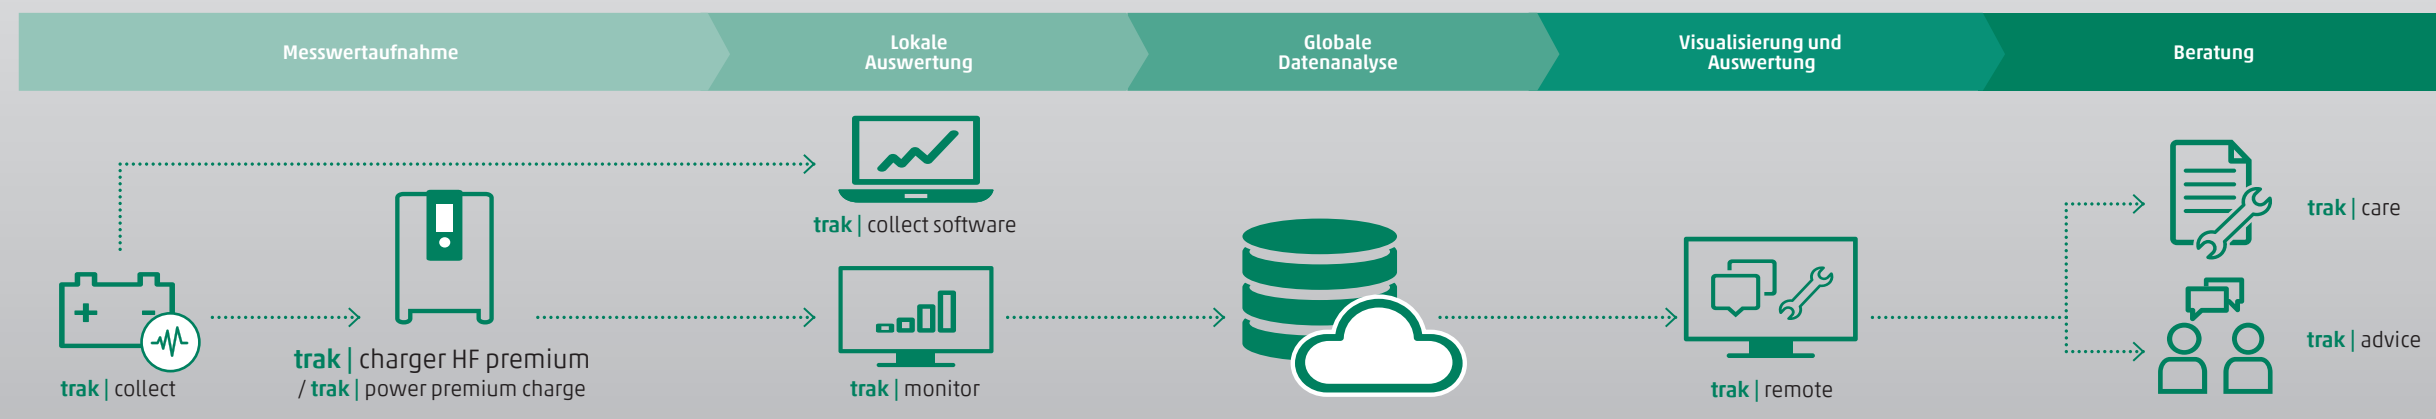 Messwertaufnahme
Lokale
Auswertung
Globale
Datenanalyse
Visualisierung und
Auswertung
Beratung
trak | collect software
trak | care
trak | charger HF premium
/ trak | power premium charge
trak | collect
trak | monitor
trak | remote
trak | advice